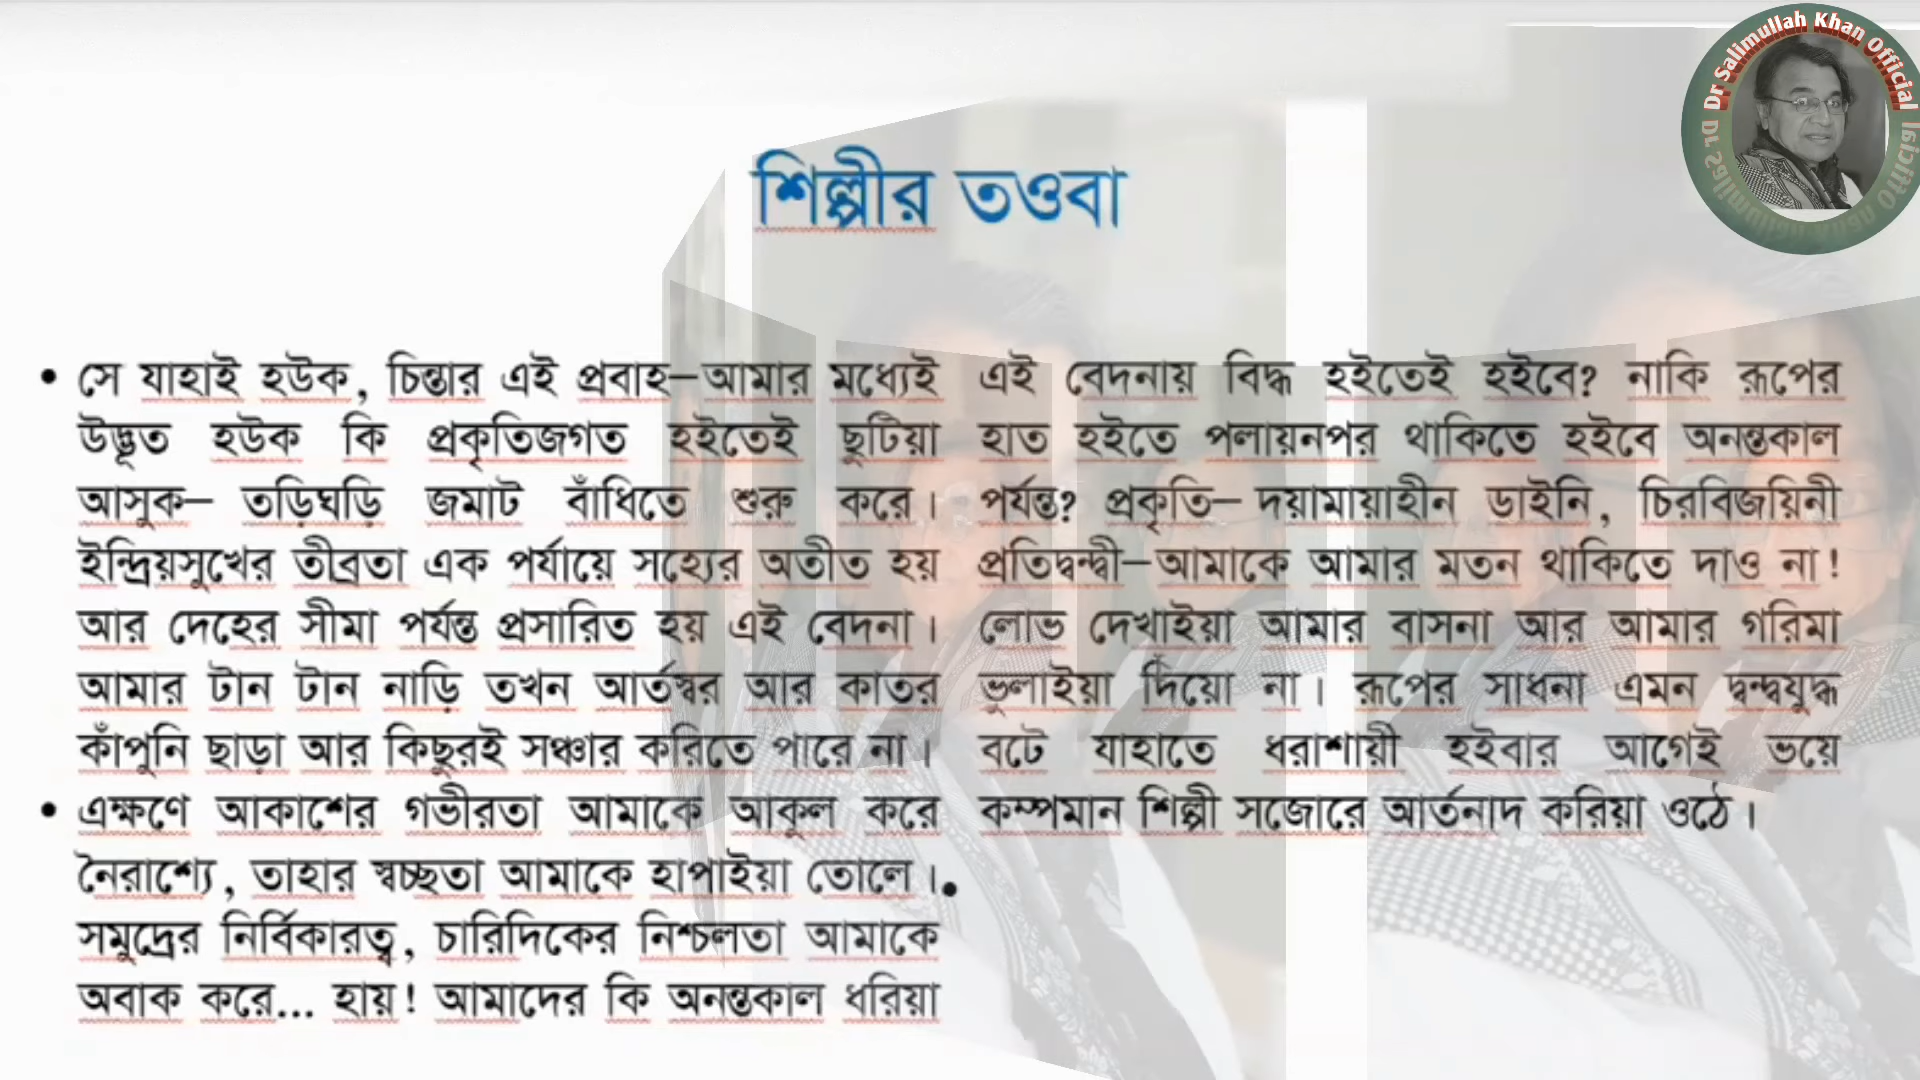 Dr Salimullah Khan Official
শিল্পীর তওবা
• সে যাহাই হউক, চিন্তার এই প্রবাহ–আমার মধ্যেই
উদ্ভূত হউক কি প্রকৃতিজগত হইতেই ছুটিয়া
আসুক– তড়িঘড়ি জমাট বাঁধিতে শুরু করে।
ইন্দ্রিয়সুখের তীব্রতা এক পর্যায়ে সহ্যের অতীত হয়
আর দেহের সীমা পর্যন্ত প্রসারিত হয় এই বেদনা।
আমার টান টান নাড়ি তখন আর্তস্বর আর কাতর
কাঁপুনি ছাড়া আর কিছুরই সঞ্চার করিতে পারে না।
• এক্ষণে আকাশের গভীরতা আমাকে আকুল করে
নৈরাশ্যে, তাহার স্বচ্ছতা আমাকে হাপাইয়া তোলে।
সমুদ্রের নির্বিকারত্ব, চারিদিকের নিশ্চলতা আমাকে
অবাক করে... হায়! আমাদের কি অনন্তকাল ধরিয়া
এই বেদনায় বিদ্ধ হইতেই হইবে? নাকি রূপের
হাত হইতে পলায়নপর থাকিতে হইবে অনন্তকাল
পর্যন্ত? প্রকৃতি– দয়ামায়াহীন ডাইনি, চিরবিজয়িনী
প্রতিদ্বন্দ্বী–আমাকে আমার মতন থাকিতে দাও না!
লোভ দেখাইয়া আমার বাসনা আর আমার গরিমা
ভুলাইয়া দিঁয়ো না। রূপের সাধনা এমন দ্বন্দ্বযুদ্ধ
বটে যাহাতে ধরাশায়ী হইবার আগেই ভয়ে
কম্পমান শিল্পী সজোরে আর্তনাদ করিয়া ওঠে।
•